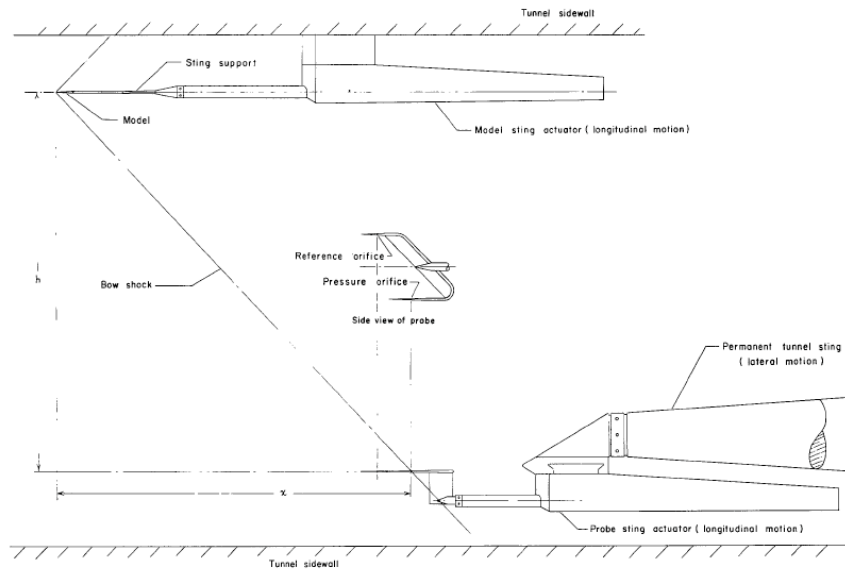 Tunnel sidewall
Sting support
Model
Model sting actuator ( longitudinal motion)
Reference orifice
h
Bow shock
Pressure orifice
Side view of probe
Permanent tunnel sting
( lateral motion)
x
Probe sting actuator ( longitudinal motion)
Tunnel sidewall